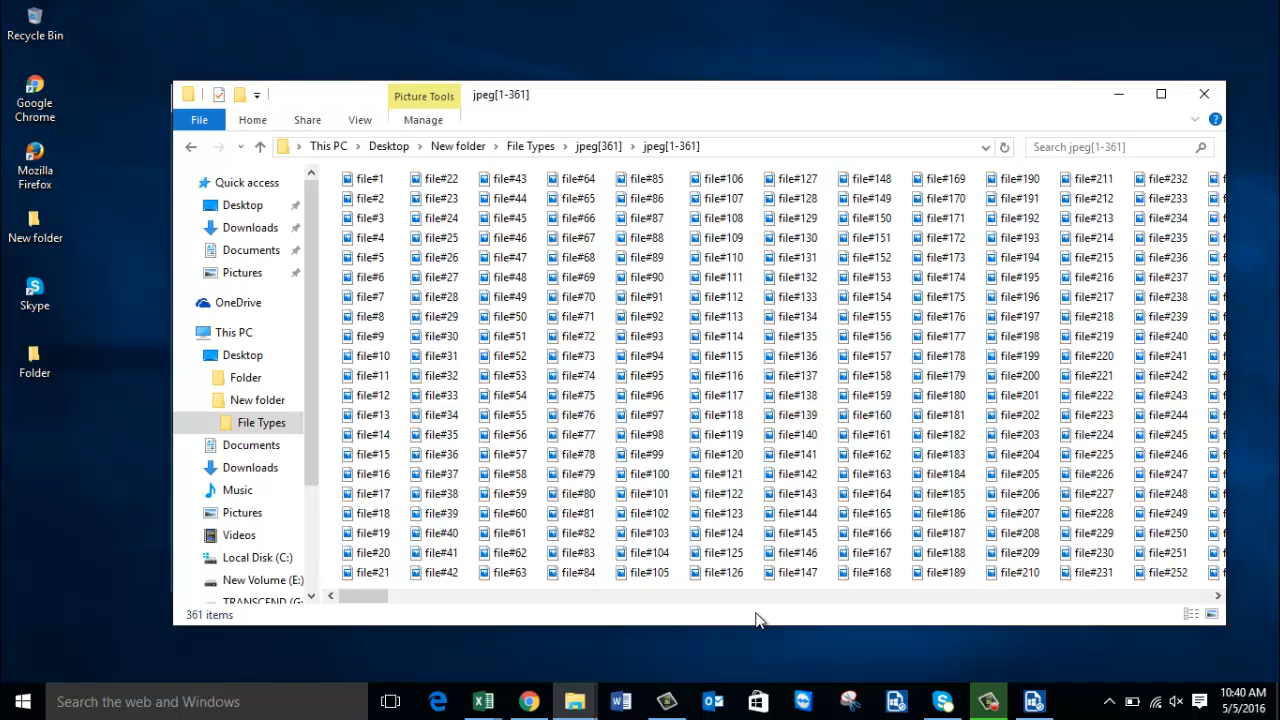 Recycle Bin
Google
Chrome
Mozilla
Firefox
New folder
Skype
Folder
Picture Tools
jpeg[1-361]
File
Home
Share
View
Manage
This PC
Desktop
New folder
File Types
jpeg[361]
jpeg[1-361]
Search jpeg[1-361]
Quick access
Desktop
Downloads
Documents
Pictures
OneDrive
This PC
Desktop
Folder
New folder
File Types
Documents
Downloads
Music
Pictures
Videos
Local Disk (C:)
New Volume (E:)
TRANSCEND (G:
file#1 file#22 file#43 file#64 file#85 file#106 file#127 file#148 file#169 file#190 file#211 file#232
file#2 file#23 file#44 file#65 file#86 file#107 file#128 file#149 file#170 file#191 file#212 file#233
file#3 file#24 file#45 file#66 file#87 file#108 file#129 file#150 file#171 file#192 file#213 file#234
file#4 file#25 file#46 file#67 file#88 file#109 file#130 file#151 file#172 file#193 file#214 file#235
file#5 file#26 file#47 file#68 file#89 file#110 file#131 file#152 file#173 file#194 file#215 file#236
file#6 file#27 file#48 file#69 file#90 file#111 file#132 file#153 file#174 file#195 file#216 file#237
file#7 file#28 file#49 file#70 file#91 file#112 file#133 file#154 file#175 file#196 file#217 file#238
file#8 file#29 file#50 file#71 file#92 file#113 file#134 file#155 file#176 file#197 file#218 file#239
file#9 file#30 file#51 file#72 file#93 file#114 file#135 file#156 file#177 file#198 file#219 file#240
file#10 file#31 file#52 file#73 file#94 file#115 file#136 file#157 file#178 file#199 file#220 file#241
file#11 file#32 file#53 file#74 file#95 file#116 file#137 file#158 file#179 file#200 file#221 file#242
file#12 file#33 file#54 file#75 file#96 file#117 file#138 file#159 file#180 file#201 file#222 file#243
file#13 file#34 file#55 file#76 file#97 file#118 file#139 file#160 file#181 file#202 file#223 file#244
file#14 file#35 file#56 file#77 file#98 file#119 file#140 file#161 file#182 file#203 file#224 file#245
file#15 file#36 file#57 file#78 file#99 file#120 file#141 file#162 file#183 file#204 file#225 file#246
file#16 file#37 file#58 file#79 file#100 file#121 file#142 file#163 file#184 file#205 file#226 file#247
file#17 file#38 file#59 file#80 file#101 file#122 file#143 file#164 file#185 file#206 file#227 file#248
file#18 file#39 file#60 file#81 file#102 file#123 file#144 file#165 file#186 file#207 file#228 file#249
file#19 file#40 file#61 file#82 file#103 file#124 file#145 file#166 file#187 file#208 file#229 file#250
file#20 file#41 file#62 file#83 file#104 file#125 file#146 file#167 file#188 file#209 file#230 file#251
file#21 file#42 file#63 file#84 file#105 file#126 file#147 file#168 file#189 file#210 file#231 file#252
361 items
Search the web and Windows
10:40 AM
5/5/2016